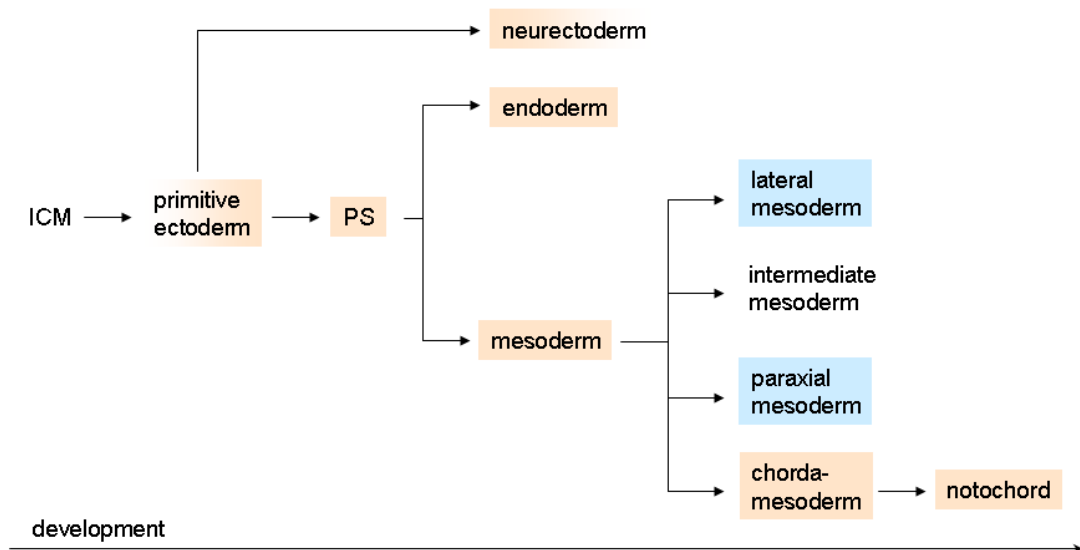 neurectoderm
endoderm
lateral
mesoderm
ICM
primitive
ectoderm
PS
intermediate
mesoderm
mesoderm
paraxial
mesoderm
chorda-
mesoderm
notochord
development